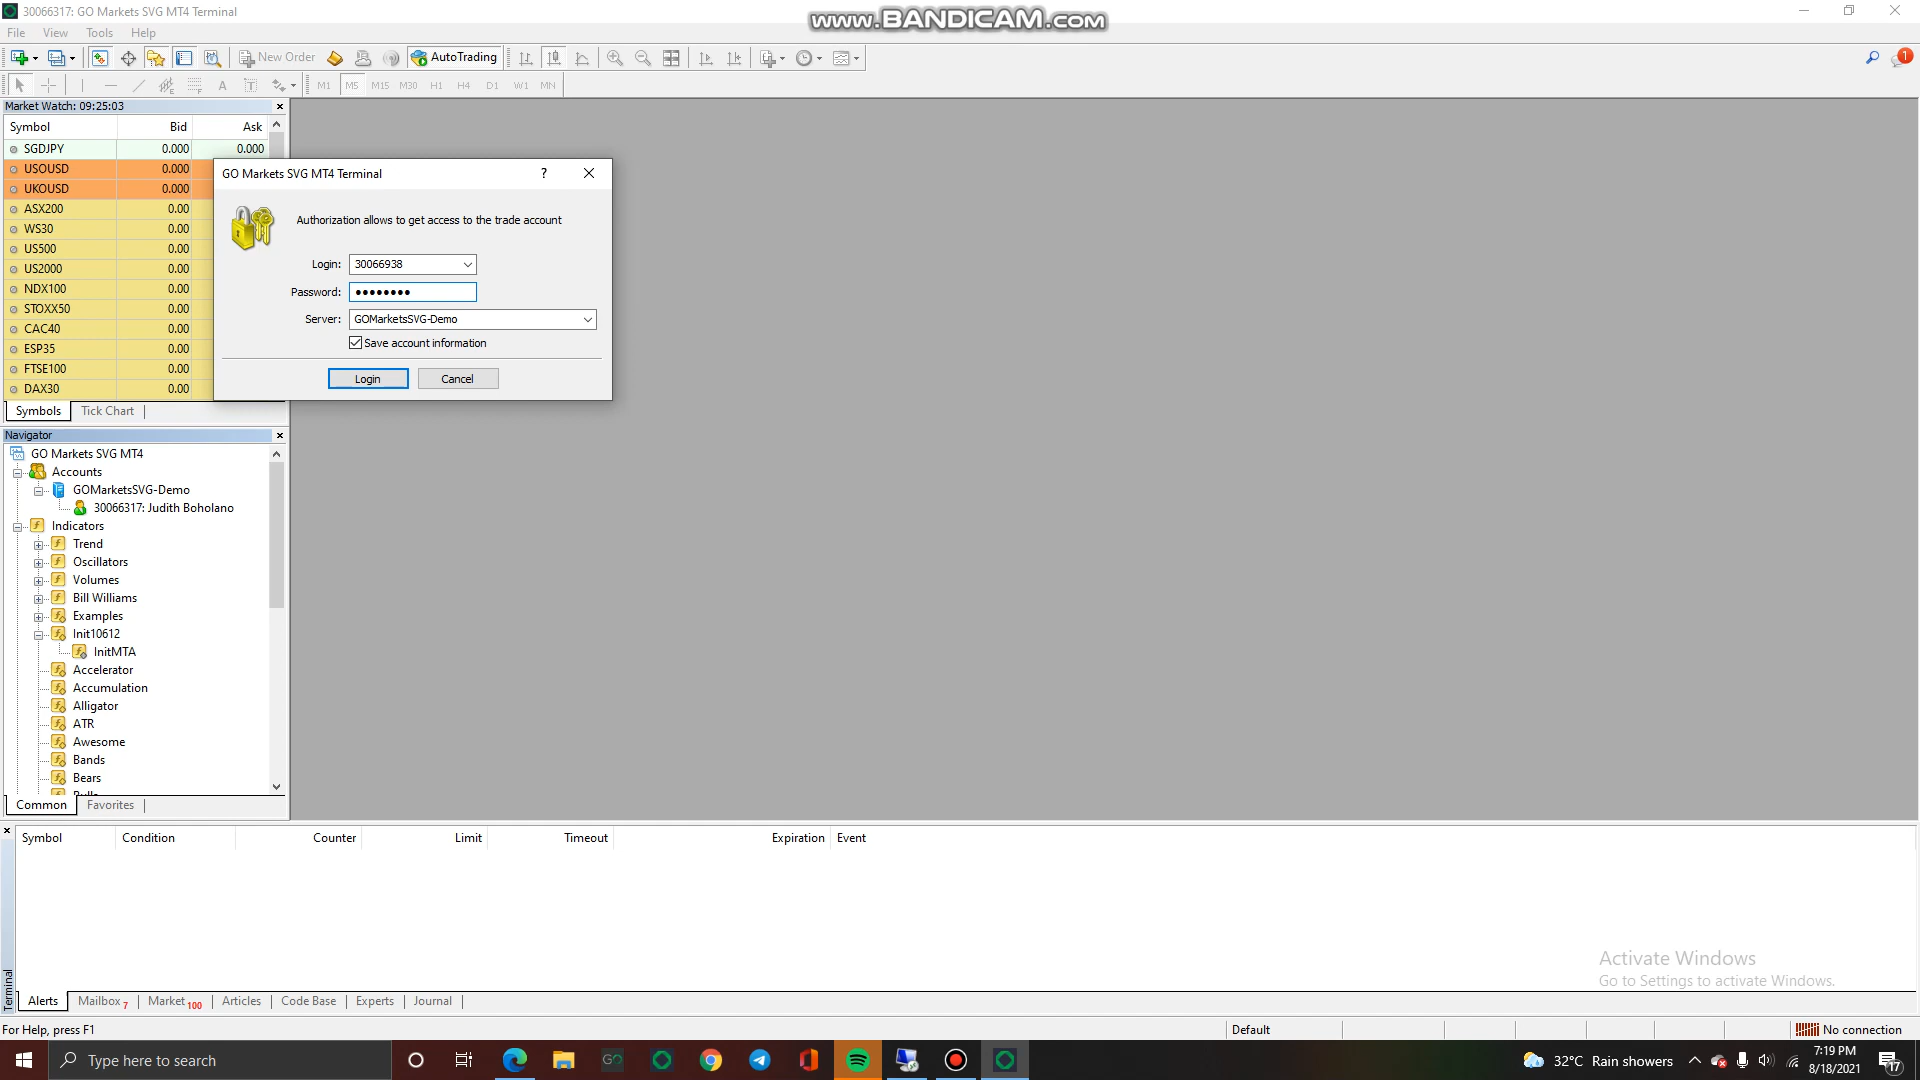 30066317: GO Markets SVG MT4 Terminal
www.BANDICAM.com
File View Tools Help
New Order AutoTrading
1
M1 M5 M15 M30 H1 H4 D1 W1 MN
Market Watch: 09:25:03
Symbol Bid Ask
SGDJPY 0.000 0.000
USOUSD 0.000
UKOUSD 0.000
ASX200 0.00
WS30 0.00
US500 0.00
US2000 0.00
NDX100 0.00
STOXX50 0.00
CAC40 0.00
ESP35 0.00
FTSE100 0.00
DAX30 0.00
Symbols Tick Chart
GO Markets SVG MT4 Terminal ?
Authorization allows to get access to the trade account
Login: 30066938
Password: ••••••••
Server: GOMarketsSVG-Demo
Save account information
Login Cancel
Navigator
GO Markets SVG MT4
Accounts
GOMarketsSVG-Demo
30066317: Judith Boholano
Indicators
Trend
Oscillators
Volumes
Bill Williams
Examples
Init10612
InitMTA
Accelerator
Accumulation
Alligator
ATR
Awesome
Bands
Bears
Bulls
Common Favorites
Symbol Condition Counter Limit Timeout Expiration Event
Terminal
Activate Windows
Go to Settings to activate Windows.
Alerts Mailbox 7 Market 100 Articles Code Base Experts Journal
For Help, press F1 Default No connection
Type here to search
GO
32°C Rain showers
7:19 PM
8/18/2021
17